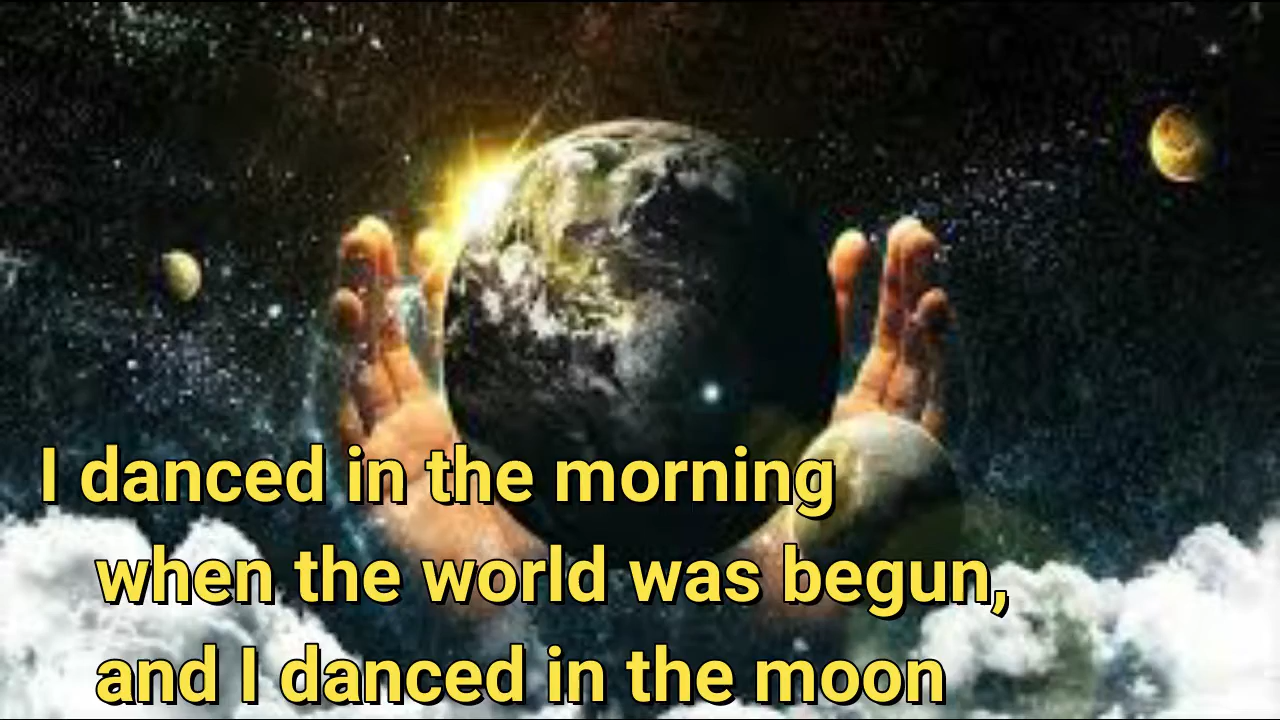 I danced in the morning
when the world was begun,
and I danced in the moon